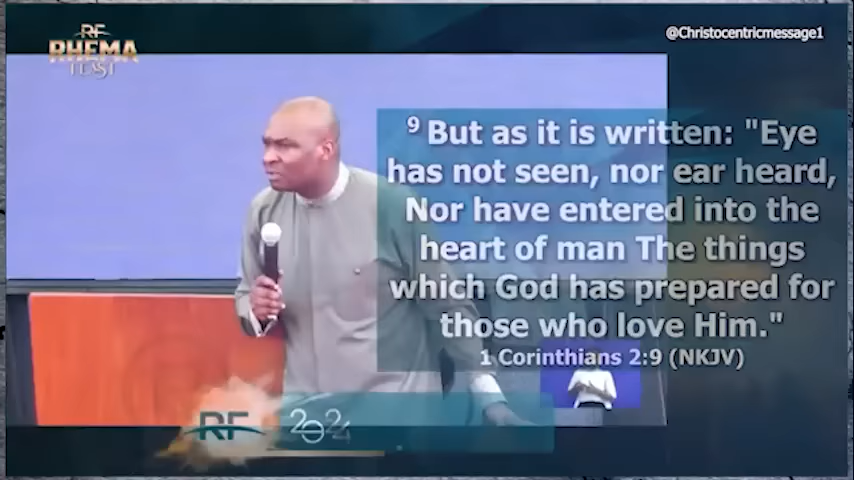 RF
RHEMA
FEAST
@Christocentricmessage1
9 But as it is written: "Eye
has not seen, nor ear heard,
Nor have entered into the
heart of man The things
which God has prepared for
those who love Him."
1 Corinthians 2:9 (NKJV)
RF 2024